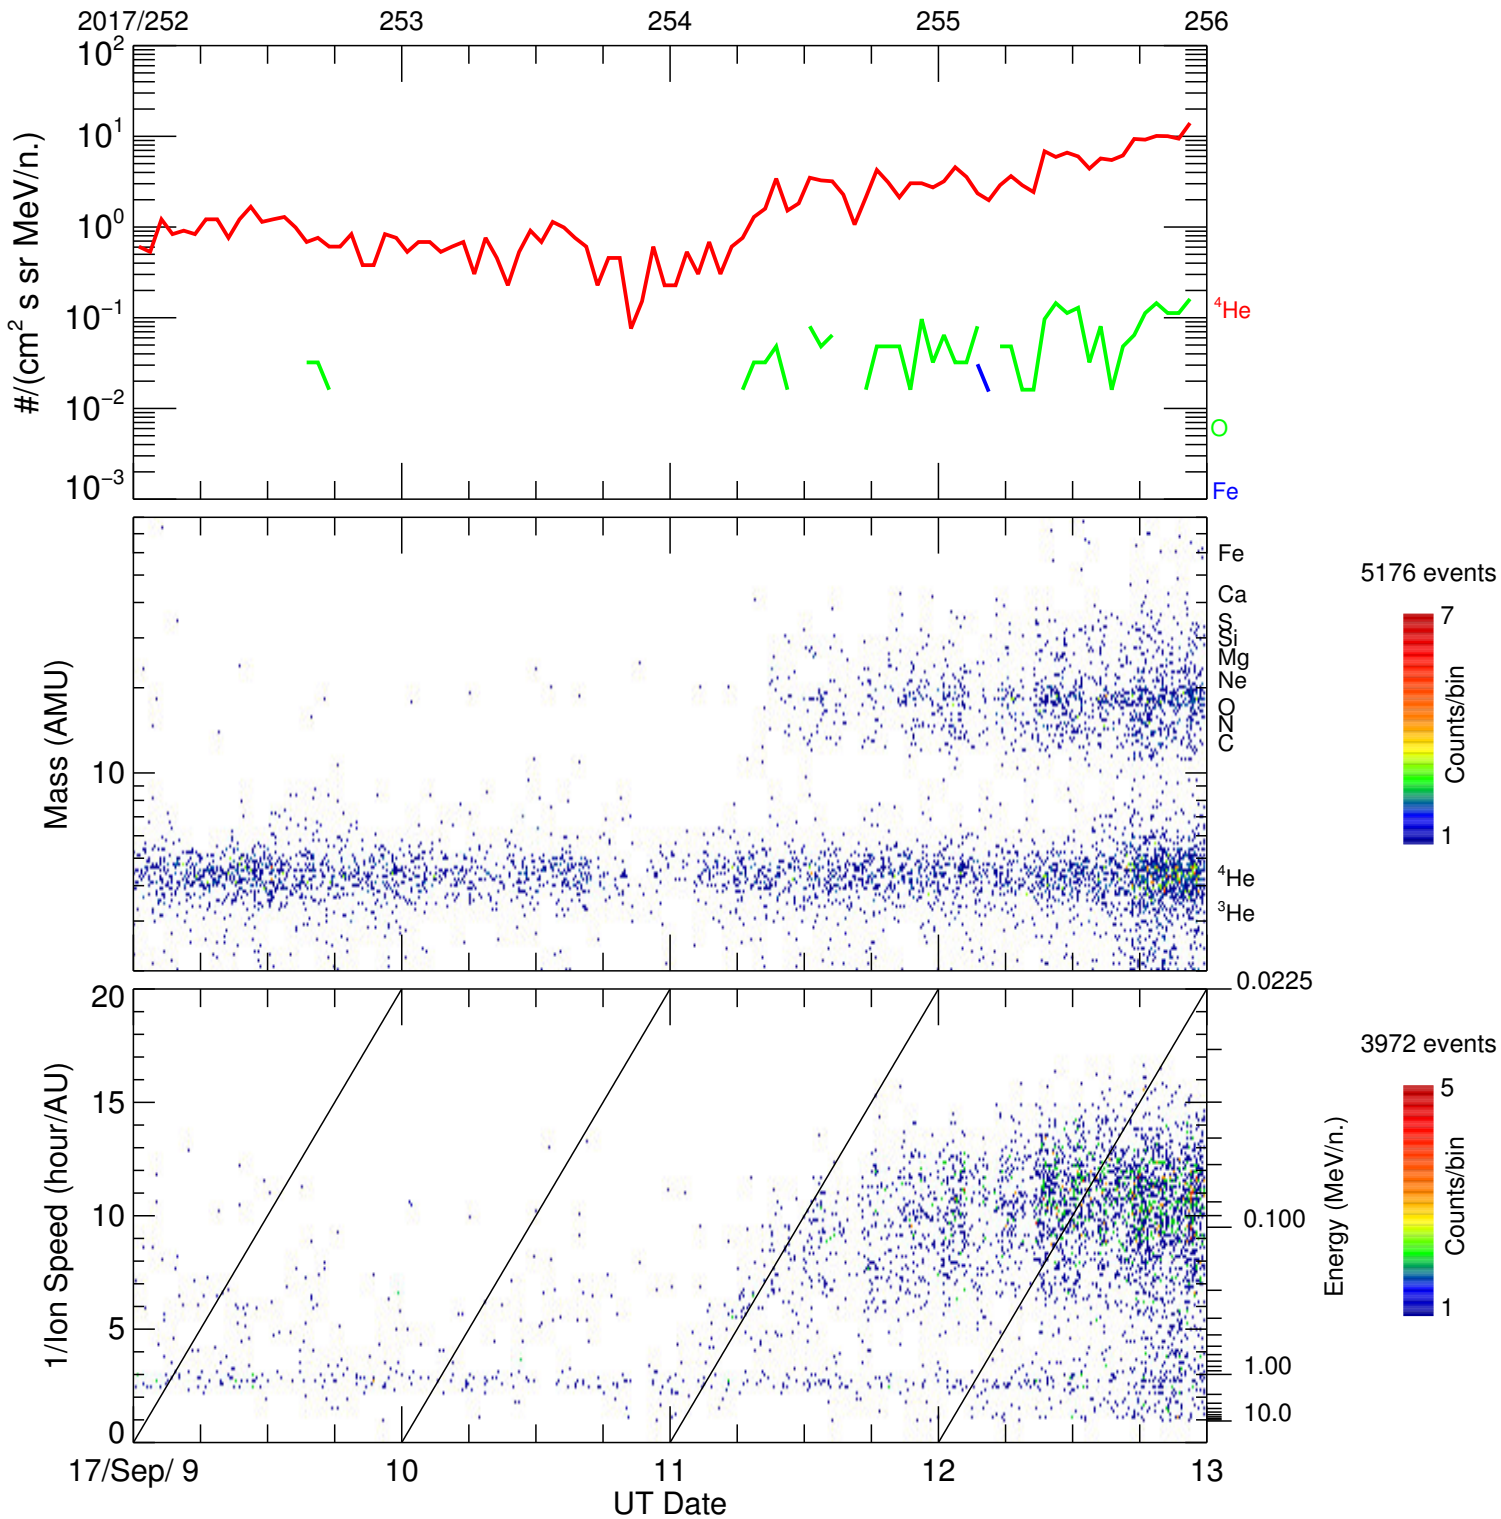 2017/252 253 254 255 256
10² 10¹ 10⁰ 10⁻¹ 10⁻² 10⁻³
#/(cm² s sr MeV/n.)
⁴He
O
Fe
Mass (AMU)
10
Fe
Ca
S
Si
Mg
Ne
O
N
C
⁴He
³He
5176 events
7
Counts/bin
1
1/Ion Speed (hour/AU)
20
15
10
5
0
0.0225
0.100
1.00
10.0
Energy (MeV/n.)
3972 events
5
Counts/bin
1
17/Sep/ 9 10 11 12 13
UT Date